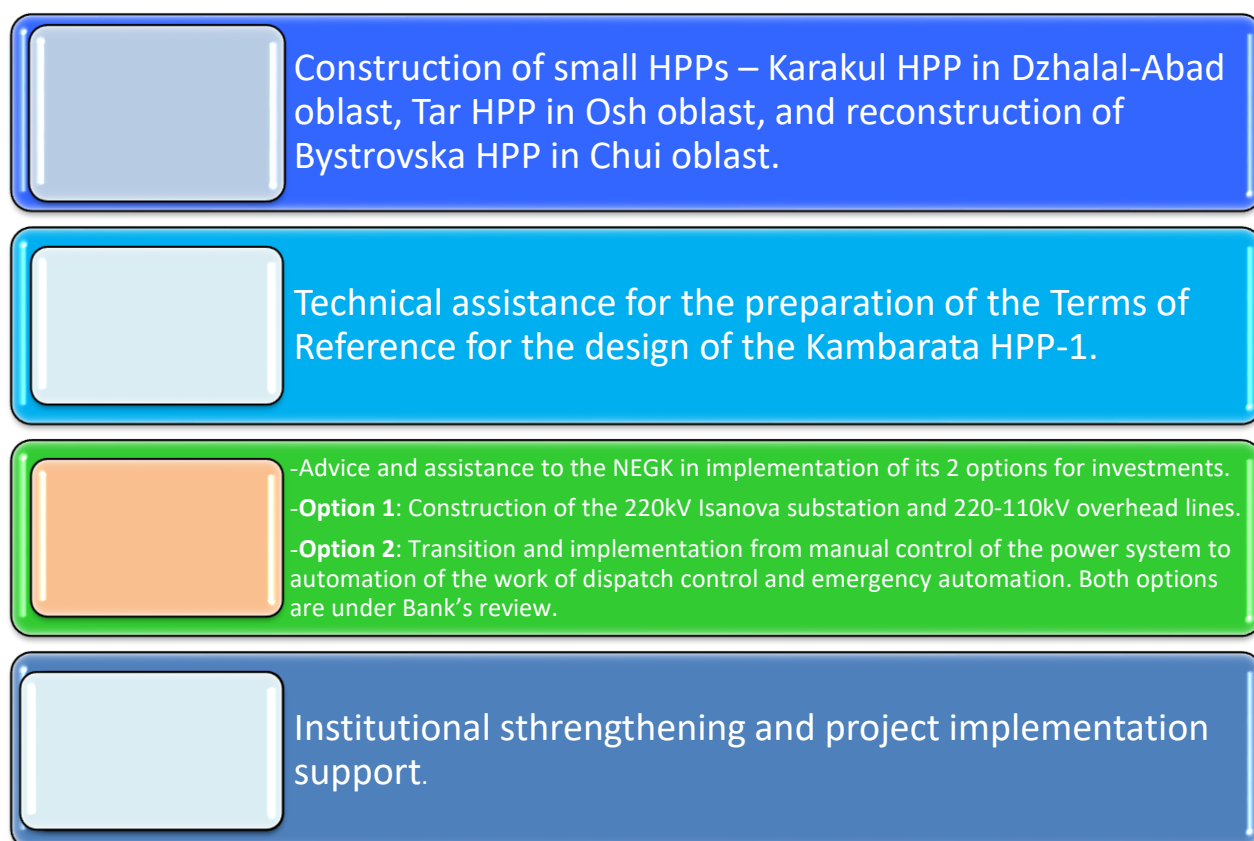 Construction of small HPPs – Karakul HPP in Dzhalal-Abad
oblast, Tar HPP in Osh oblast, and reconstruction of
Bystrovska HPP in Chui oblast.
Technical assistance for the preparation of the Terms of
Reference for the design of the Kambarata HPP-1.
-Advice and assistance to the NEGK in implementation of its 2 options for investments.
-Option 1: Construction of the 220kV Isanova substation and 220-110kV overhead lines.
-Option 2: Transition and implementation from manual control of the power system to
automation of the work of dispatch control and emergency automation. Both options
are under Bank’s review.
Institutional sthrengthening and project implementation
support.